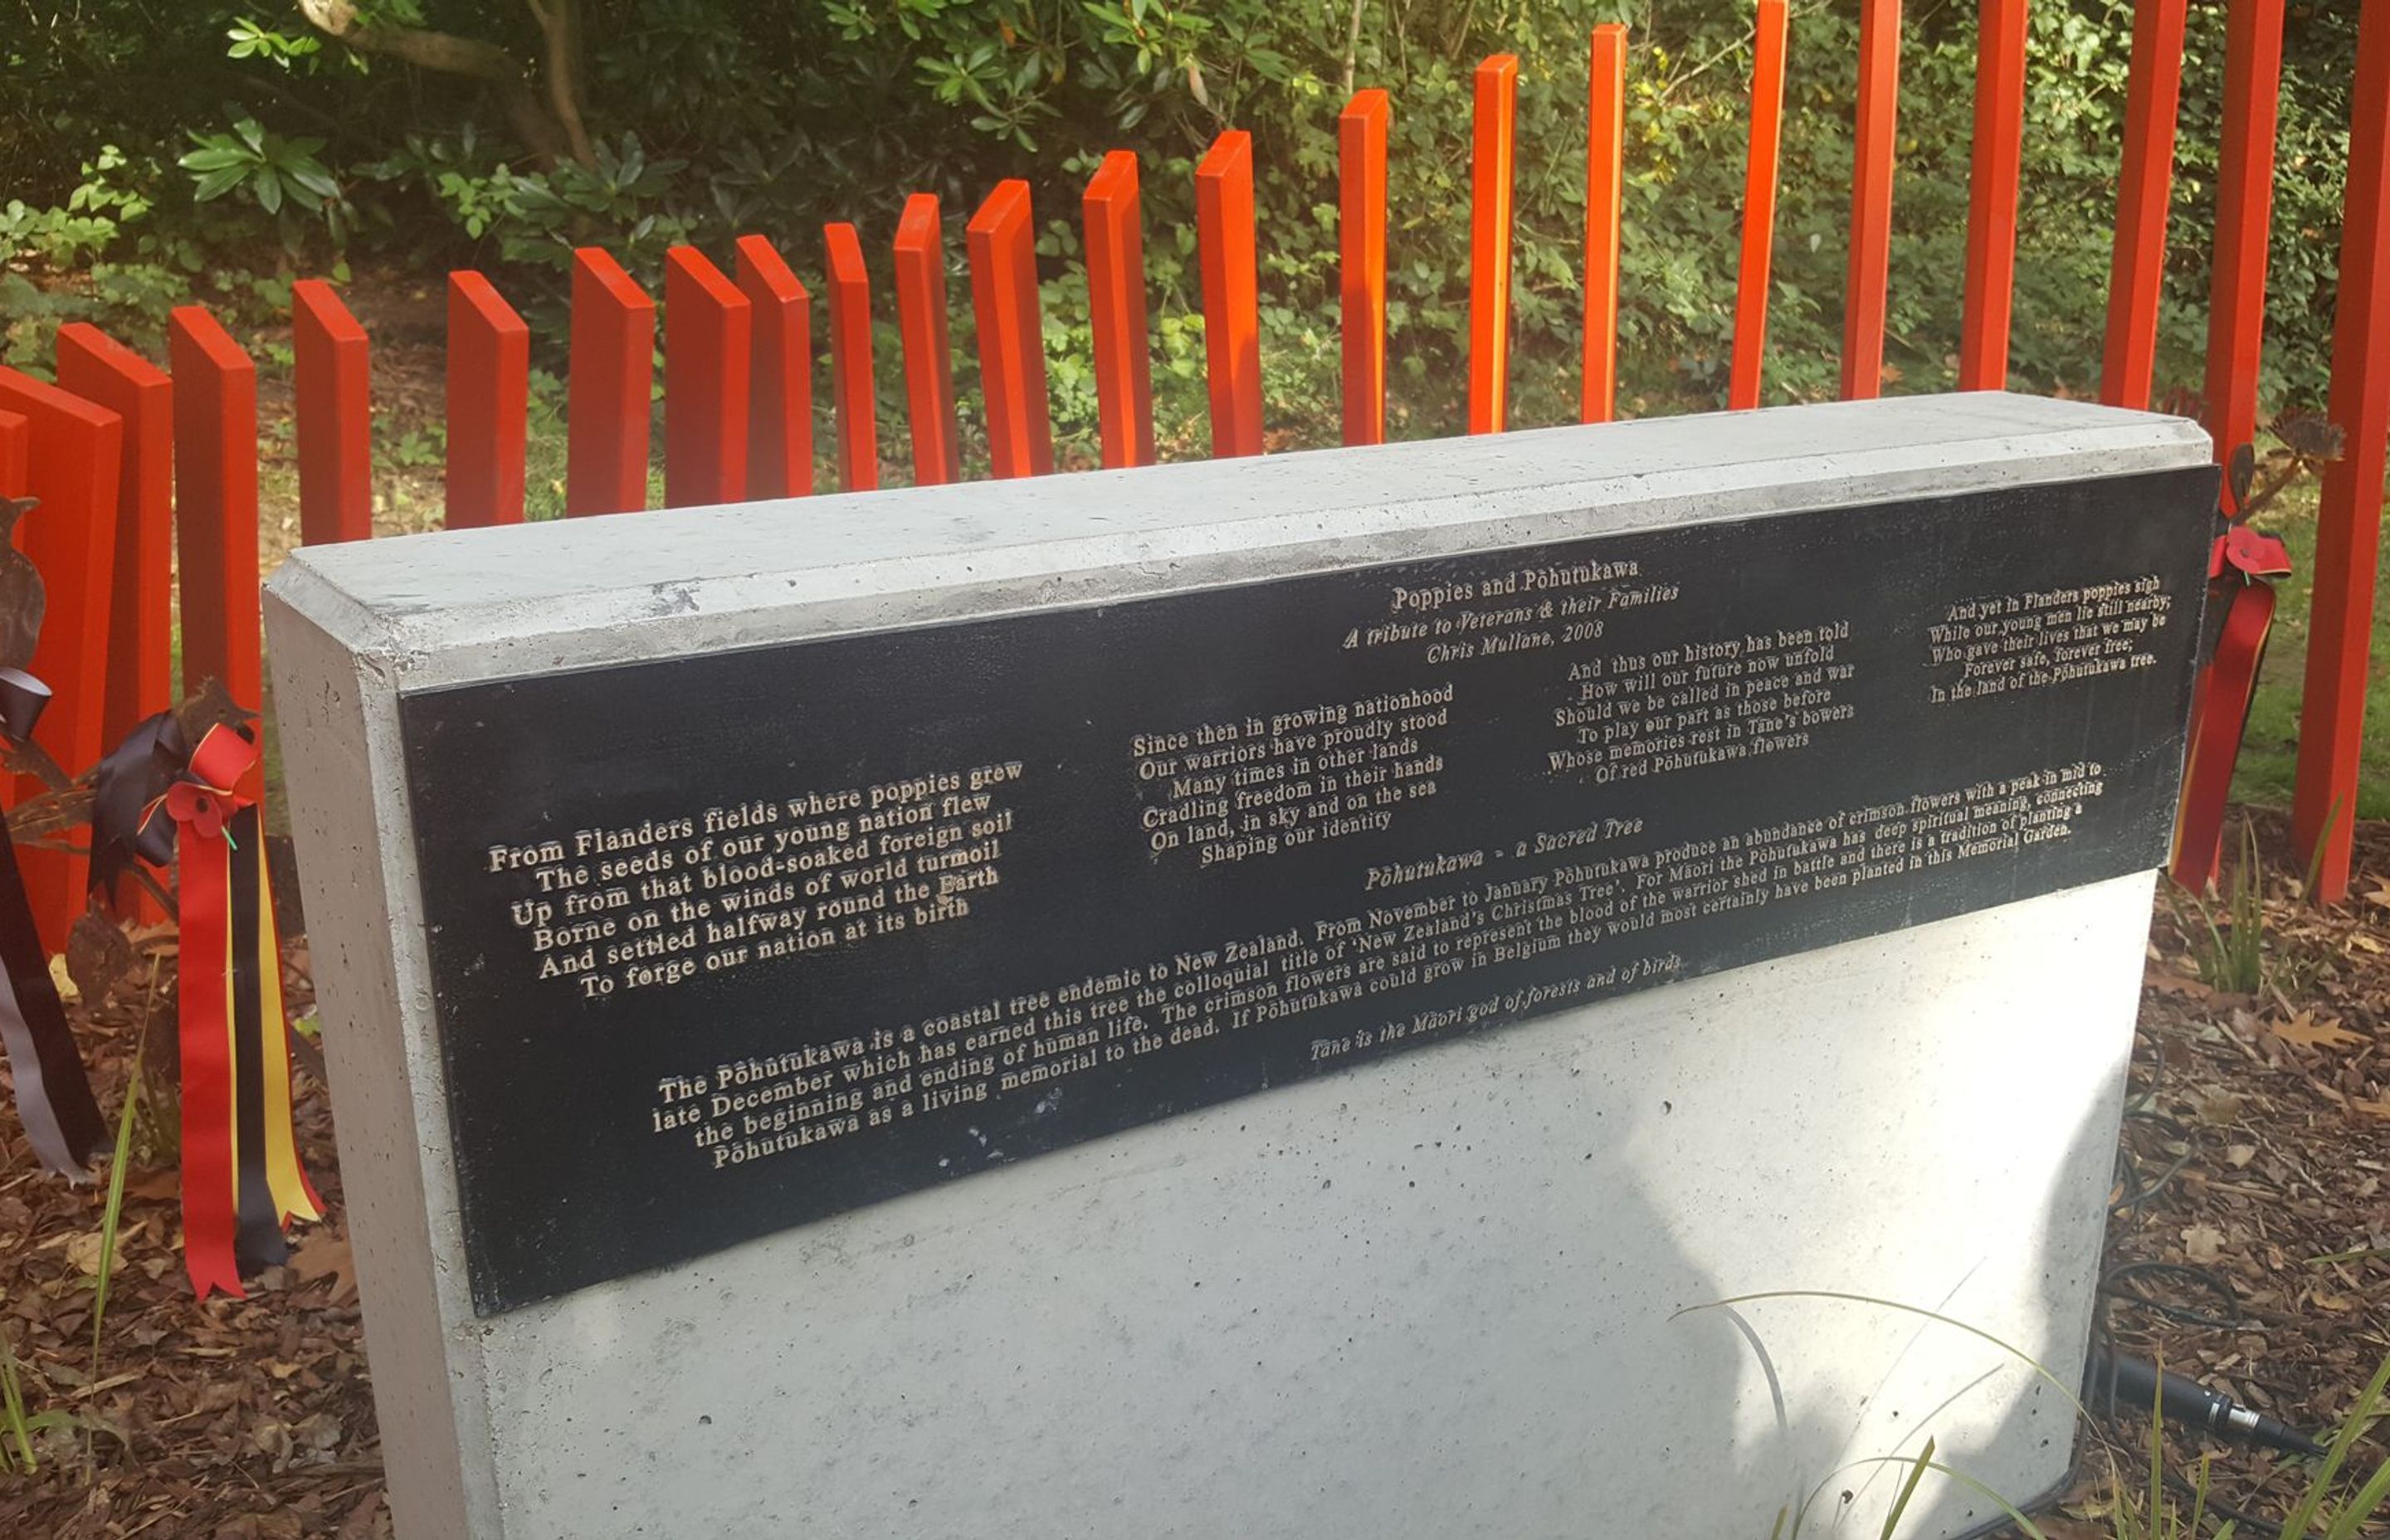 Poppies and Pōhutukawa
A tribute to Veterans & their Families
Chris Mullane, 2008
From Flanders fields where poppies grew
The seeds of our young nation flew
Up from that blood-soaked foreign soil
Borne on the winds of world turmoil
And settled halfway round the Earth
To forge our nation at its birth
Since then in growing nationhood
Our warriors have proudly stood
Many times in other lands
Cradling freedom in their hands
On land, in sky and on the sea
Shaping our identity
And thus our history has been told
How will our future now unfold
Should we be called in peace and war
To play our part as those before
Whose memories rest in Tāne's bowers
Of red Pōhutukawa flowers
And yet in Flanders poppies sigh
While our young men lie still nearby;
Who gave their lives that we may be
Forever safe, forever free;
In the land of the Pōhutukawa tree.
Pōhutukawa - a Sacred Tree
The Pōhutukawa is a coastal tree endemic to New Zealand. From November to January Pōhutukawa produce an abundance of crimson flowers with a peak in mid to
late December which has earned this tree the colloquial title of 'New Zealand's Christmas Tree'. For Māori the Pōhutukawa has deep spiritual meaning, connecting
the beginning and ending of human life. The crimson flowers are said to represent the blood of the warrior shed in battle and there is a tradition of planting a
Pōhutukawa as a living memorial to the dead. If Pōhutukawa could grow in Belgium they would most certainly have been planted in this Memorial Garden.
Tāne is the Māori god of forests and of birds